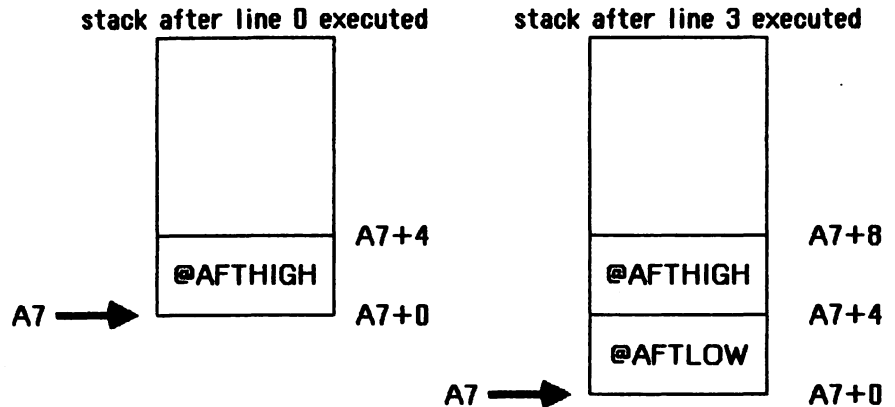 stack after line 0 executed
A7+4
@AFTHIGH
A7
A7+0
stack after line 3 executed
A7+8
@AFTHIGH
A7+4
@AFTLOW
A7
A7+0